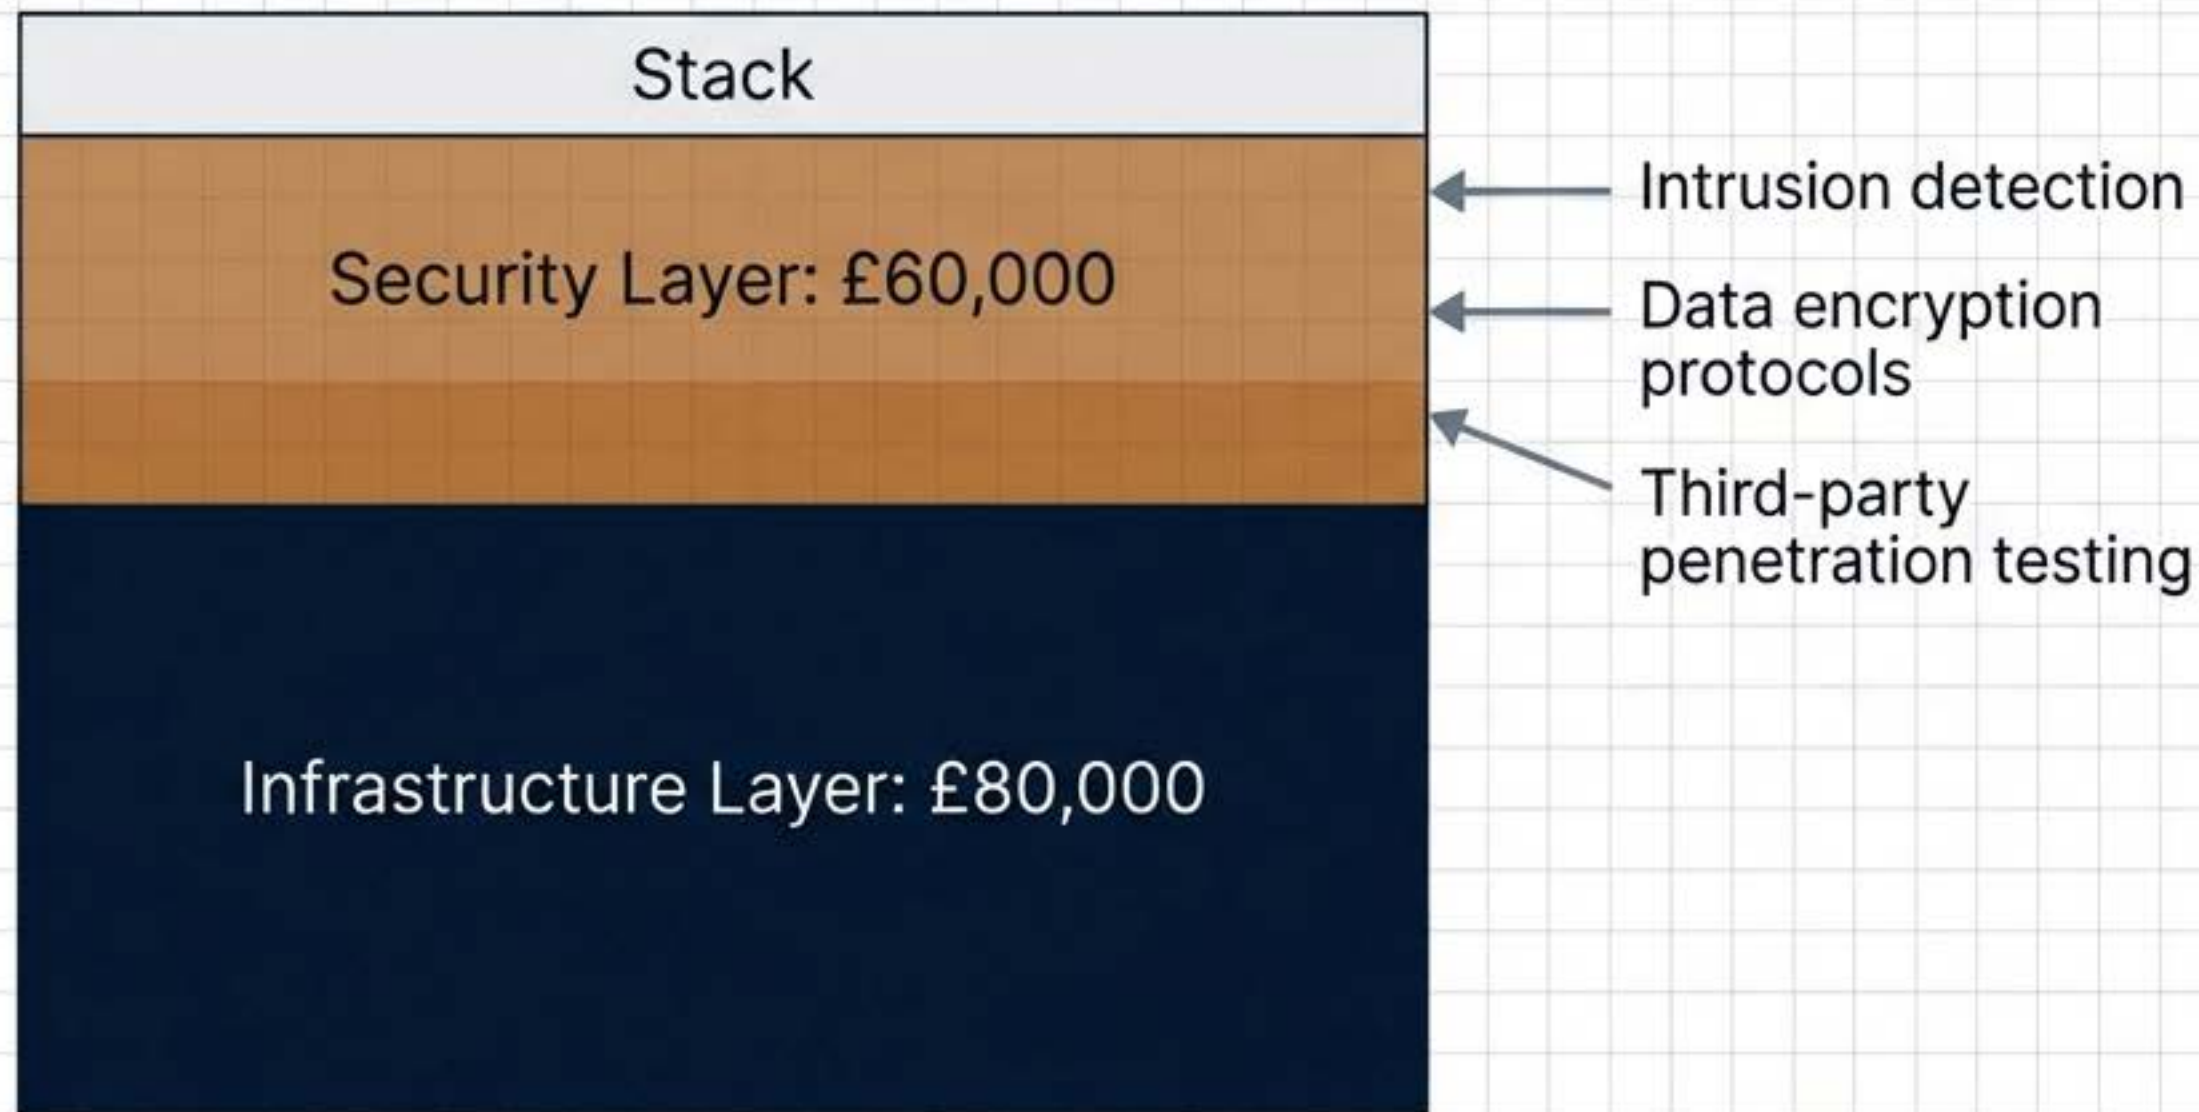 Stack
Security Layer: £60,000
Intrusion detection
Data encryption
protocols
Third-party
penetration testing
Infrastructure Layer: £80,000